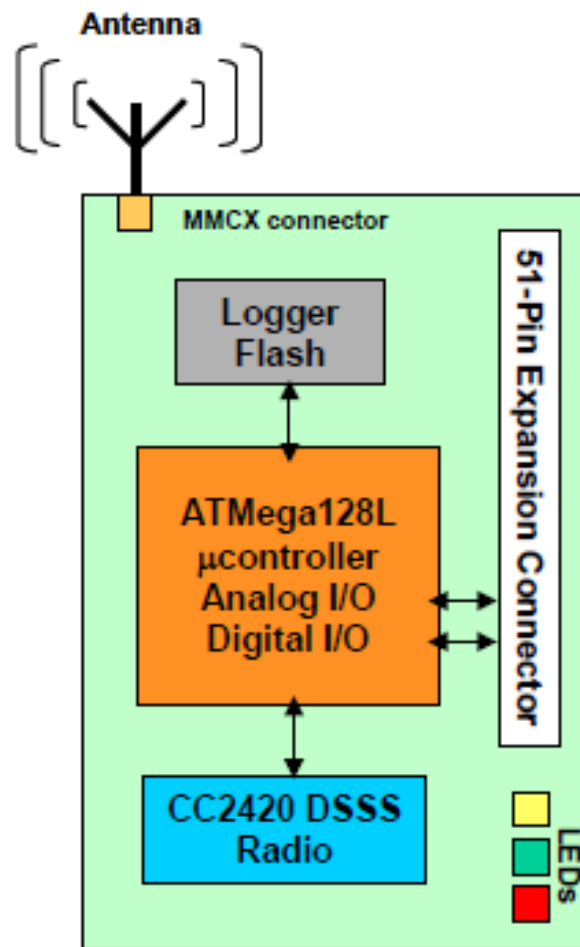 Antenna
MMCX connector
Logger
Flash
51-Pin Expansion Connector
ATMega128L
μcontroller
Analog I/O
Digital I/O
CC2420 DSSS
Radio
LEDs